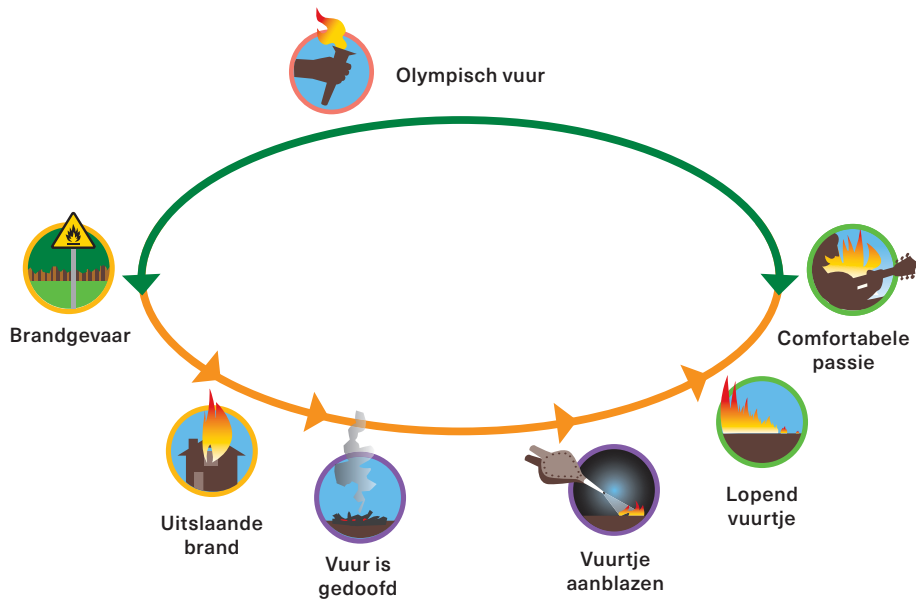 Olympisch vuur
Brandgevaar
Comfortabele
passie
Uitslaande
brand
Vuur is
gedoofd
Vuurtje
aanblazen
Lopend
vuurtje